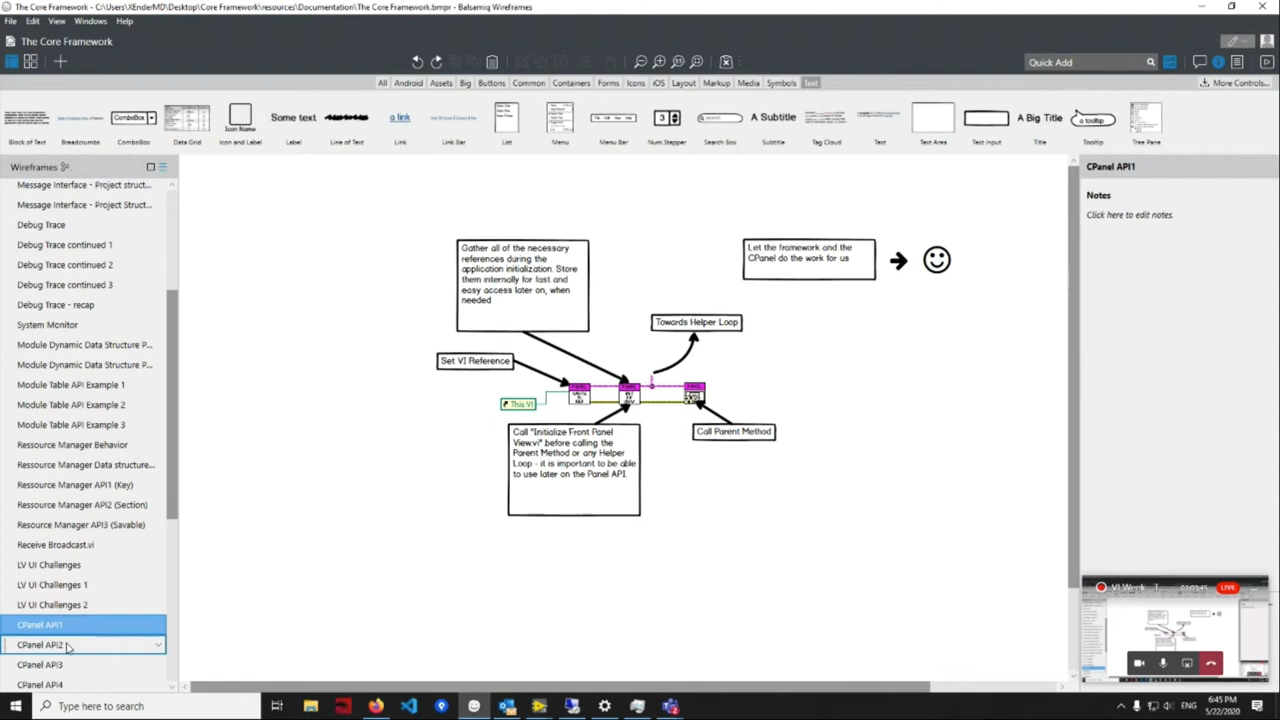 The Core Framework - C:\Users\XEnderMD\Desktop\Core Framework\resources\Documentation\The Core Framework.bmpr - Balsamiq Wireframes
File Edit View Windows Help
The Core Framework
Quick Add
All Android Assets Big Buttons Common Containers Forms Icons iOS Layout Markup Media Symbols Text
More Controls...
ComboBox
Some text
a link
3
search
A Subtitle
A Big Title
a tooltip
Block of Text Breadcrumbs ComboBox Data Grid Icon and Label Label Line of Text Link Link Bar List Menu Menu Bar Num Stepper Search Box Subtitle Tag Cloud Text Text Area Text Input Title Tooltip Tree Pane
Wireframes
Message Interface - Project struct...
Message Interface - Project Struct...
Debug Trace
Debug Trace continued 1
Debug Trace continued 2
Debug Trace continued 3
Debug Trace - recap
System Monitor
Module Dynamic Data Structure P...
Module Dynamic Data Structure P...
Module Table API Example 1
Module Table API Example 2
Module Table API Example 3
Ressource Manager Behavior
Ressource Manager Data structure...
Ressource Manager API1 (Key)
Ressource Manager API2 (Section)
Resource Manager API3 (Savable)
Receive Broadcast.vi
LV UI Challenges
LV UI Challenges 1
LV UI Challenges 2
CPanel API1
CPanel API2
CPanel API3
CPanel API4
Gather all of the necessary
references during the
application initialization. Store
them internally for fast and
easy access later on, when
needed
Let the framework and the
CPanel do the work for us
Towards Helper Loop
Set VI Reference
This VI
Call "Initialize Front Panel
View.vi" before calling the
Parent Method or any Helper
Loop - it is important to be able
to use later on the Panel API.
Call Parent Method
CPanel API1
Notes
Click here to edit notes.
VI Week
01:03:45
LIVE
Type here to search
ENG
6:45 PM
5/22/2020